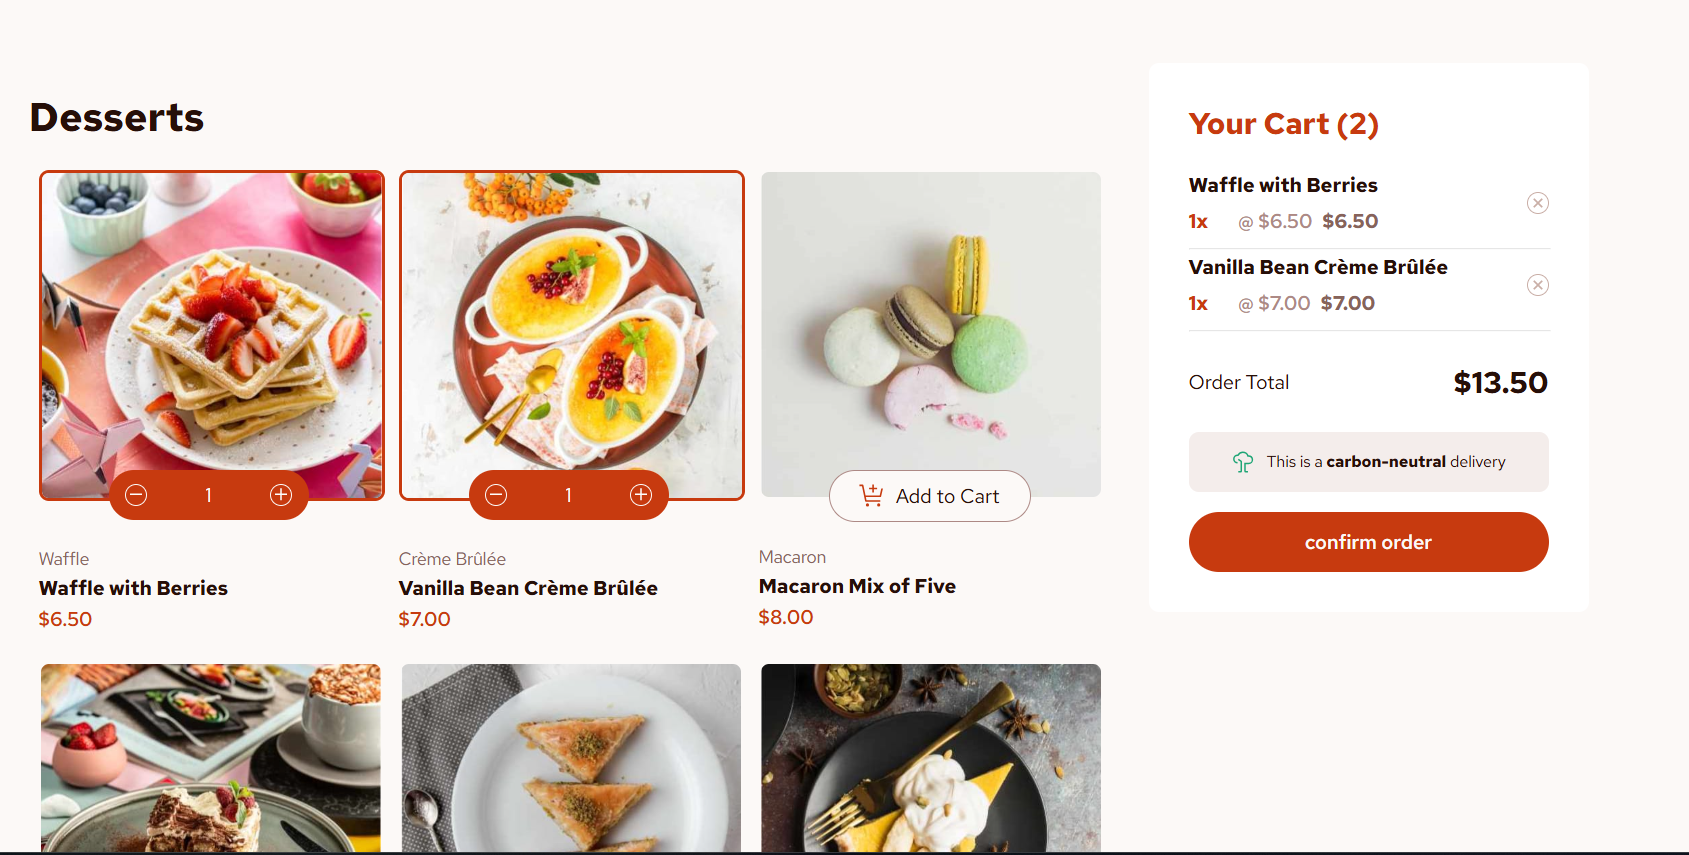 Desserts
1
Waffle
Waffle with Berries
$6.50
1
Crème Brûlée
Vanilla Bean Crème Brûlée
$7.00
Add to Cart
Macaron
Macaron Mix of Five
$8.00
Your Cart (2)
Waffle with Berries
1x @ $6.50 $6.50
Vanilla Bean Crème Brûlée
1x @ $7.00 $7.00
Order Total $13.50
This is a carbon-neutral delivery
confirm order